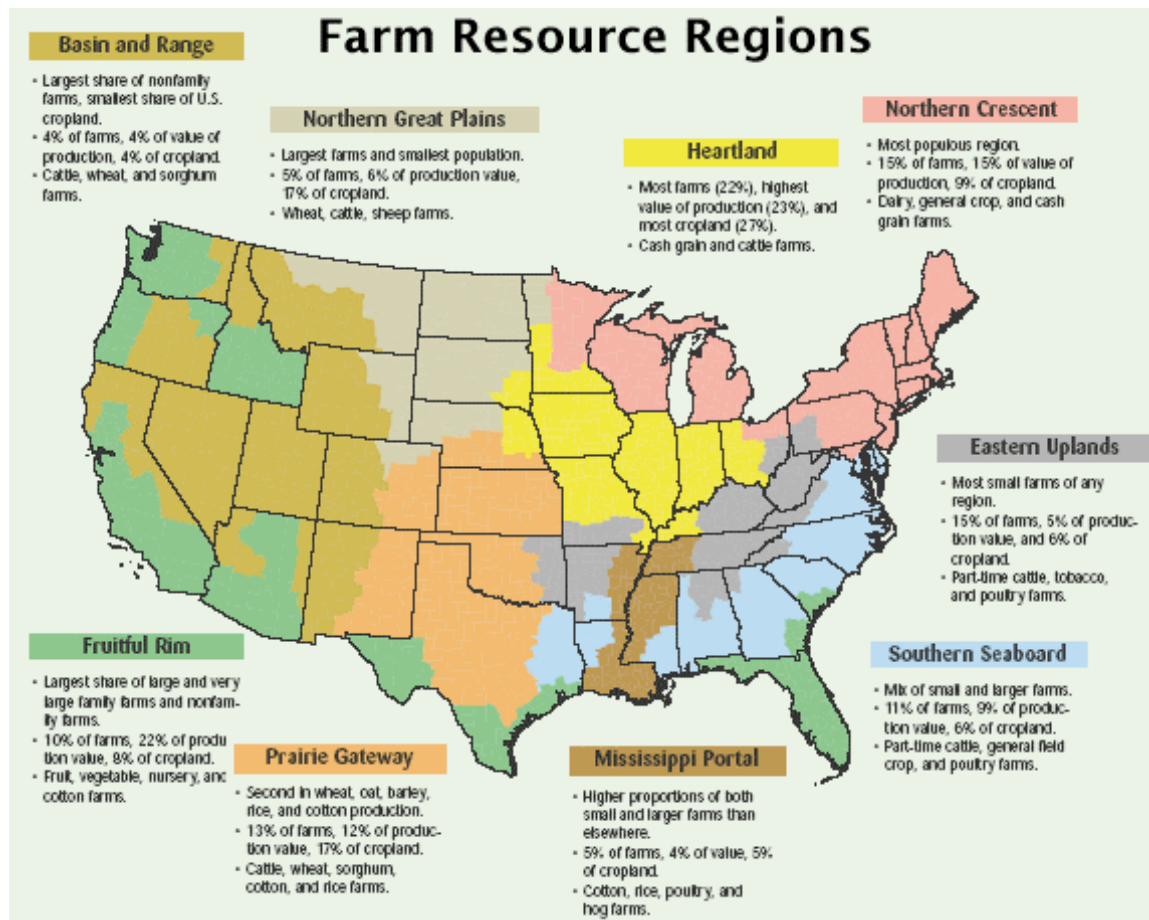 Farm Resource Regions
Basin and Range
• Largest share of nonfamily
farms, smallest share of U.S.
cropland.
• 4% of farms, 4% of value of
production, 4% of cropland.
• Cattle, wheat, and sorghum
farms.
Northern Great Plains
• Largest farms and smallest population.
• 5% of farms, 6% of production value,
17% of cropland.
• Wheat, cattle, sheep farms.
Heartland
• Most farms (22%), highest
value of production (23%), and
most cropland (27%).
• Cash grain and cattle farms.
Northern Crescent
• Most populous region.
• 15% of farms, 15% of value of
production, 9% of cropland.
• Dairy, general crop, and cash
grain farms.
Eastern Uplands
• Most small farms of any
region.
• 15% of farms, 5% of produc-
tion value, and 6% of
cropland.
• Part-time cattle, tobacco,
and poultry farms.
Fruitful Rim
• Largest share of large and very
large family farms and nonfam-
ily farms.
• 10% of farms, 22% of produ
tion value, 8% of cropland.
• Fruit, vegetable, nursery, and
cotton farms.
Prairie Gateway
• Second in wheat, oat, barley,
rice, and cotton production.
• 13% of farms, 12% of produc-
tion value, 17% of cropland.
• Cattle, wheat, sorghum,
cotton, and rice farms.
Mississippi Portal
• Higher proportions of both
small and larger farms than
elsewhere.
• 5% of farms, 4% of value, 5%
of cropland.
• Cotton, rice, poultry, and
hog farms.
Southern Seaboard
• Mix of small and larger farms.
• 11% of farms, 9% of produc-
tion value, 6% of cropland.
• Part-time cattle, general field
crop, and poultry farms.